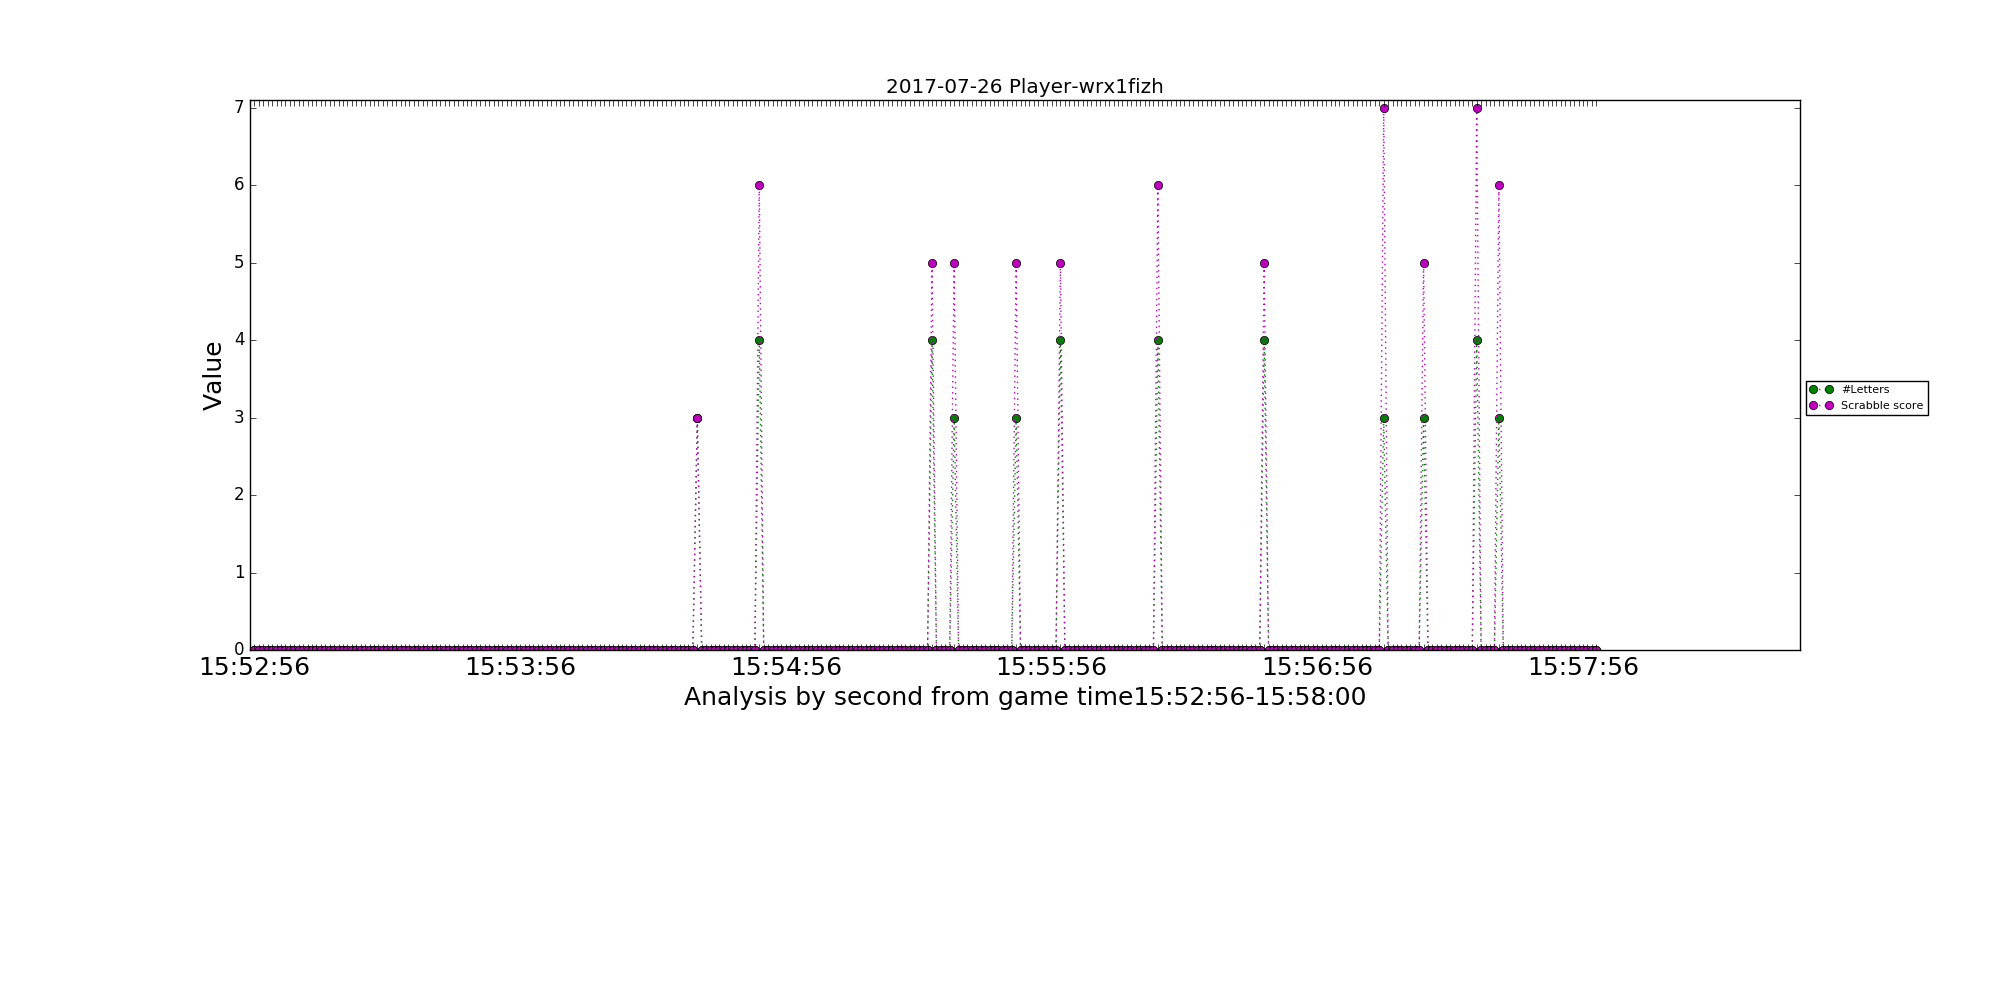 2017-07-26 Player-wrx1fizh
7
6
5
4
3
2
1
0
Value
#Letters
Scrabble score
15:52:56 15:53:56 15:54:56 15:55:56 15:56:56 15:57:56
Analysis by second from game time15:52:56-15:58:00